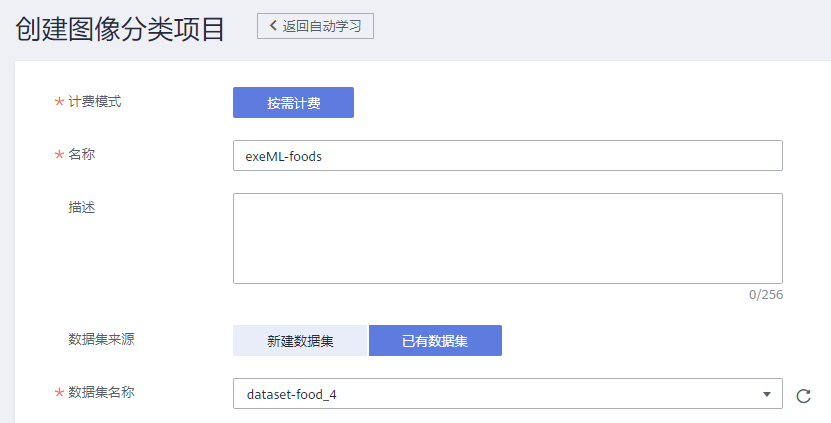 创建图像分类项目 返回自动学习
* 计费模式 按需计费
* 名称 exeML-foods
描述
0/256
数据集来源 新建数据集 已有数据集
* 数据集名称 dataset-food_4